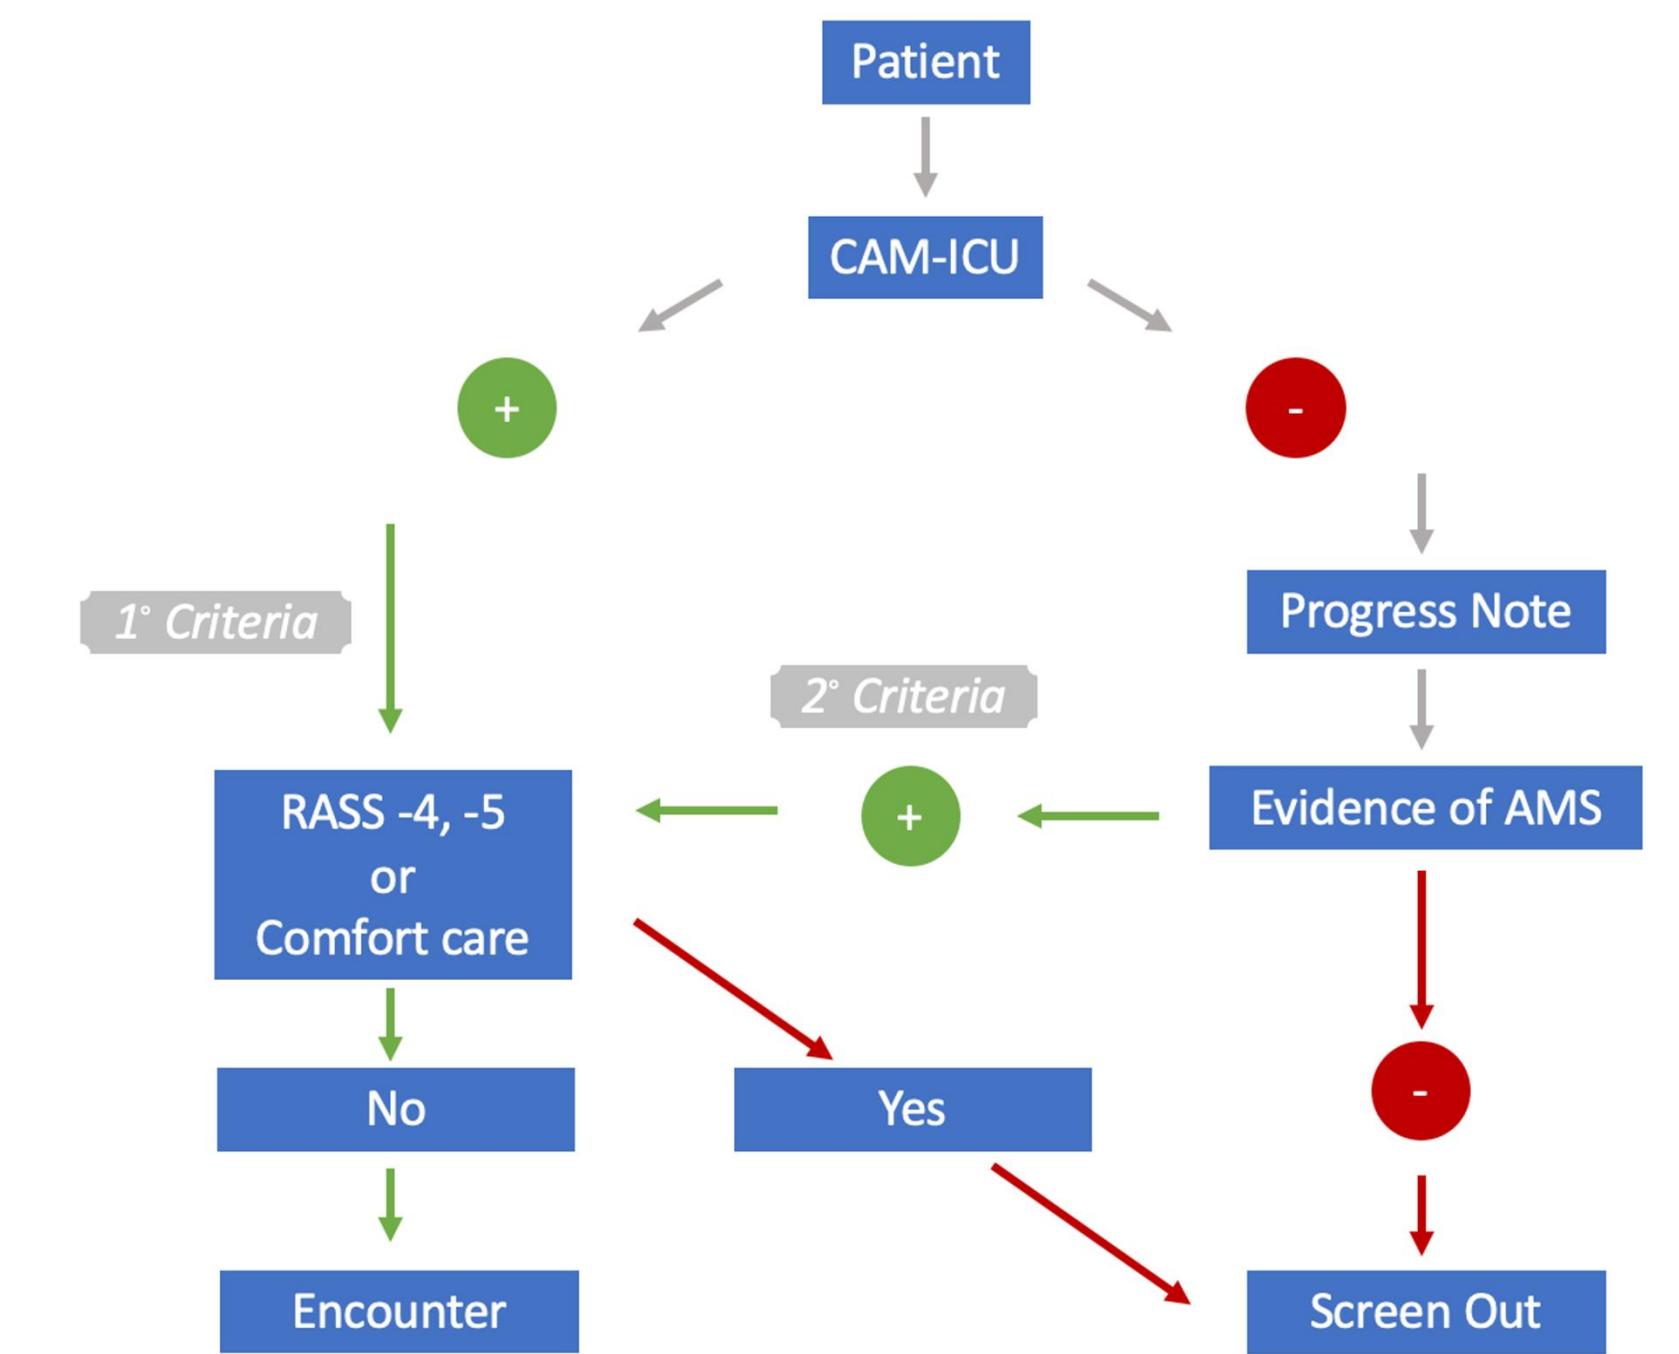 Patient
CAM-ICU
+
-
Progress Note
1° Criteria
2° Criteria
Evidence of AMS
+
RASS -4, -5
or
Comfort care
-
No
Yes
Encounter
Screen Out